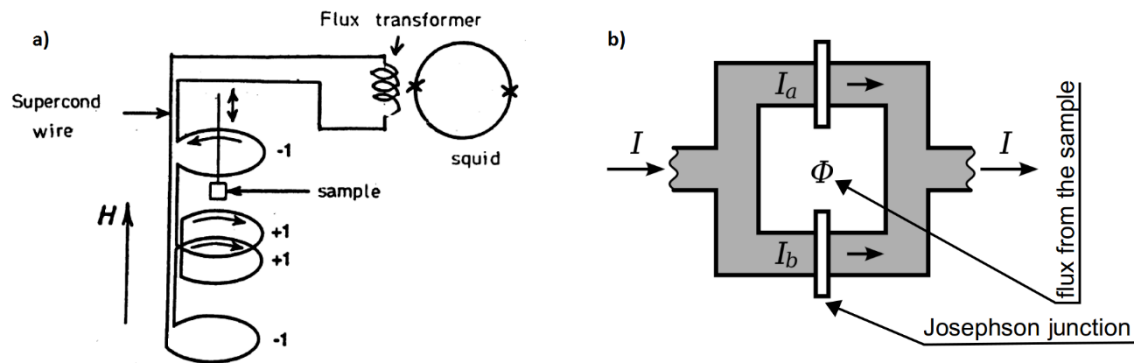 a)
Flux transformer
Supercond
wire
-1
squid
sample
H
+1
+1
-1
b)
I_a
I
Φ
I
I_b
flux from the sample
Josephson junction